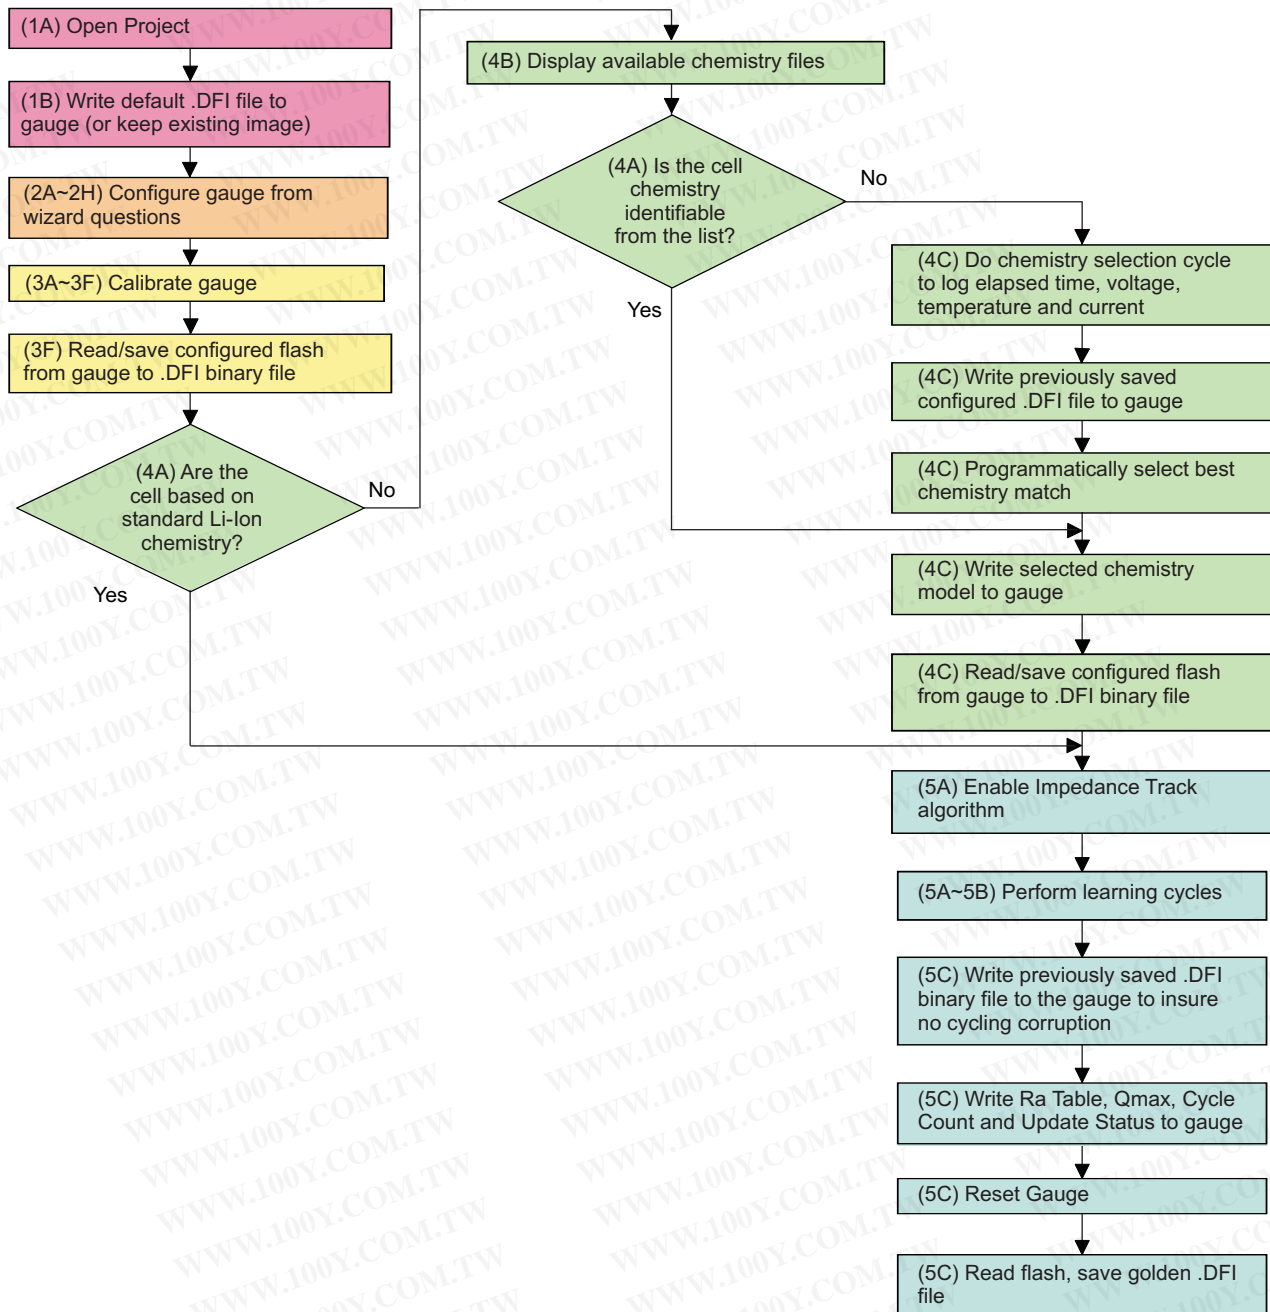 (1A) Open Project
(1B) Write default .DFI file to
gauge (or keep existing image)
(2A~2H) Configure gauge from
wizard questions
(3A~3F) Calibrate gauge
(3F) Read/save configured flash
from gauge to .DFI binary file
(4A) Are the
cell based on
standard Li-Ion
chemistry?
No
Yes
(4B) Display available chemistry files
(4A) Is the cell
chemistry
identifiable
from the list?
No
Yes
(4C) Do chemistry selection cycle
to log elapsed time, voltage,
temperature and current
(4C) Write previously saved
configured .DFI file to gauge
(4C) Programmatically select best
chemistry match
(4C) Write selected chemistry
model to gauge
(4C) Read/save configured flash
from gauge to .DFI binary file
(5A) Enable Impedance Track
algorithm
(5A~5B) Perform learning cycles
(5C) Write previously saved .DFI
binary file to the gauge to insure
no cycling corruption
(5C) Write Ra Table, Qmax, Cycle
Count and Update Status to gauge
(5C) Reset Gauge
(5C) Read flash, save golden .DFI
file
WWW.100Y.COM.TW